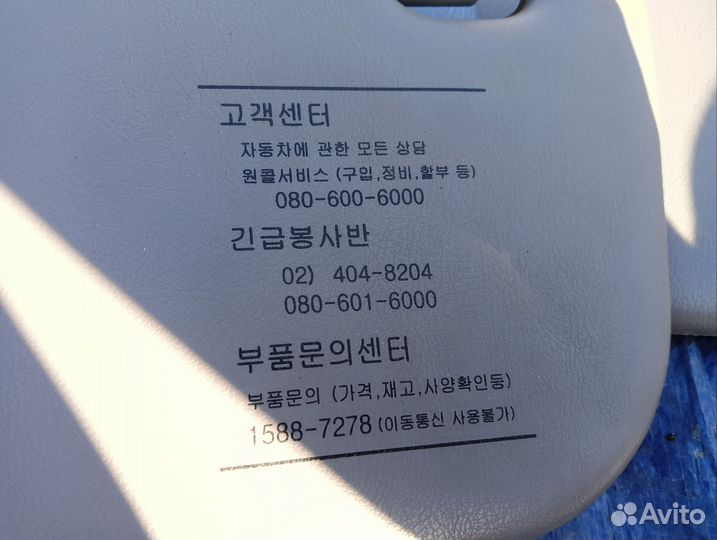 고객센터
자동차에 관한 모든 상담
원콜서비스 (구입,정비,할부 등)
080-600-6000
긴급봉사반
02) 404-8204
080-601-6000
부품문의센터
부품문의 (가격,재고,사양확인등)
1588-7278 (이동통신 사용불가)
Avito